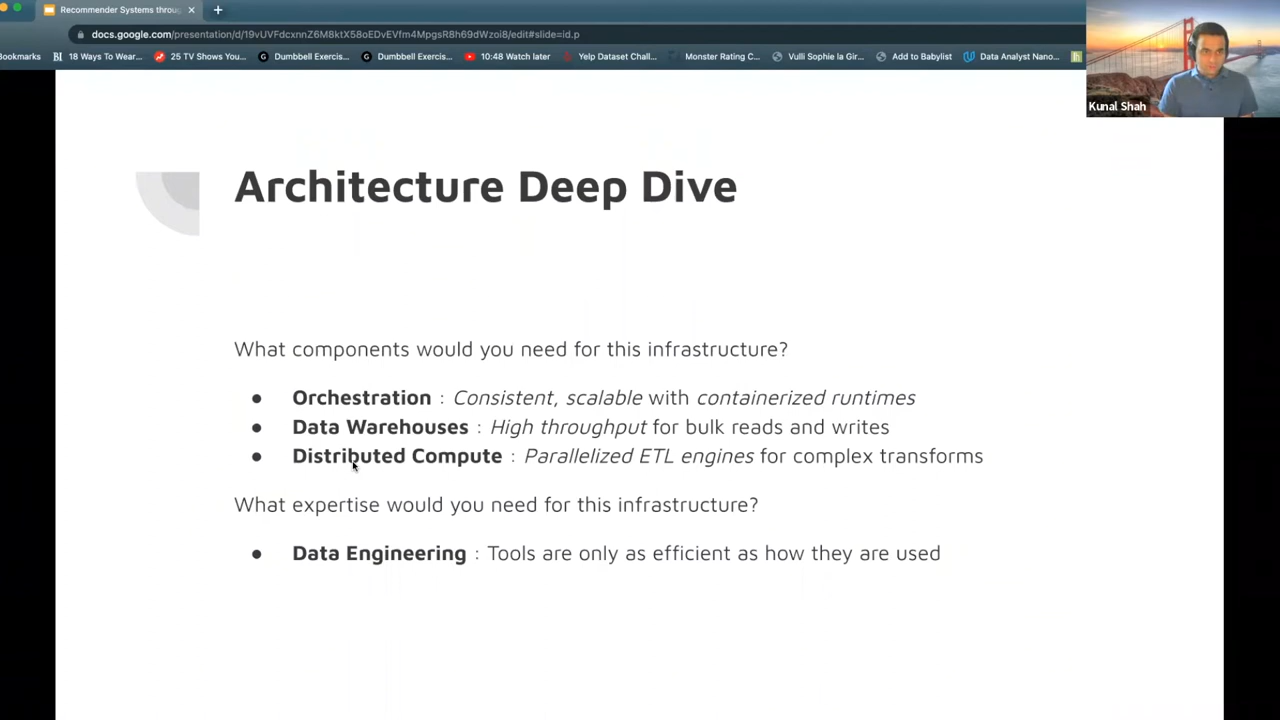 Recommender Systems throu
docs.google.com/presentation/d/19vUVFdcxnnZ6M8ktX58oEDvEVfm4MpgsR8h69dWzoi8/edit#slide=id.p
Bookmarks
18 Ways To Wear...
25 TV Shows You...
Dumbbell Exercis...
Dumbbell Exercis...
10:48 Watch later
Yelp Dataset Chall...
Monster Rating C...
Vulli Sophie la Gir...
Add to Babylist
Data Analyst Nano...
Kunal Shah
Architecture Deep Dive
What components would you need for this infrastructure?
● Orchestration : Consistent, scalable with containerized runtimes
● Data Warehouses : High throughput for bulk reads and writes
● Distributed Compute : Parallelized ETL engines for complex transforms
What expertise would you need for this infrastructure?
● Data Engineering : Tools are only as efficient as how they are used